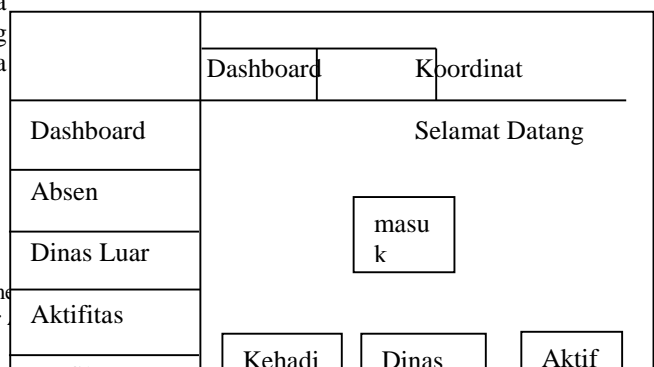 a
g
a
Dashboard Koordinat
Dashboard
Selamat Datang
Absen
masu
k
Dinas Luar
Aktifitas
Kehadi
Dinas
Aktif